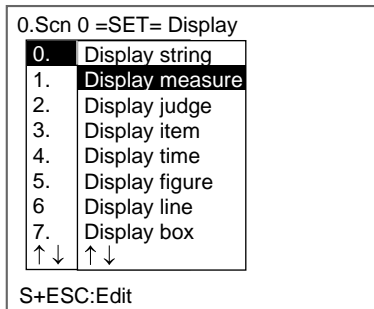 0.Scn 0 =SET= Display
0. Display string
1. Display measure
2. Display judge
3. Display item
4. Display time
5. Display figure
6 Display line
7. Display box
↑↓ ↑↓
S+ESC:Edit